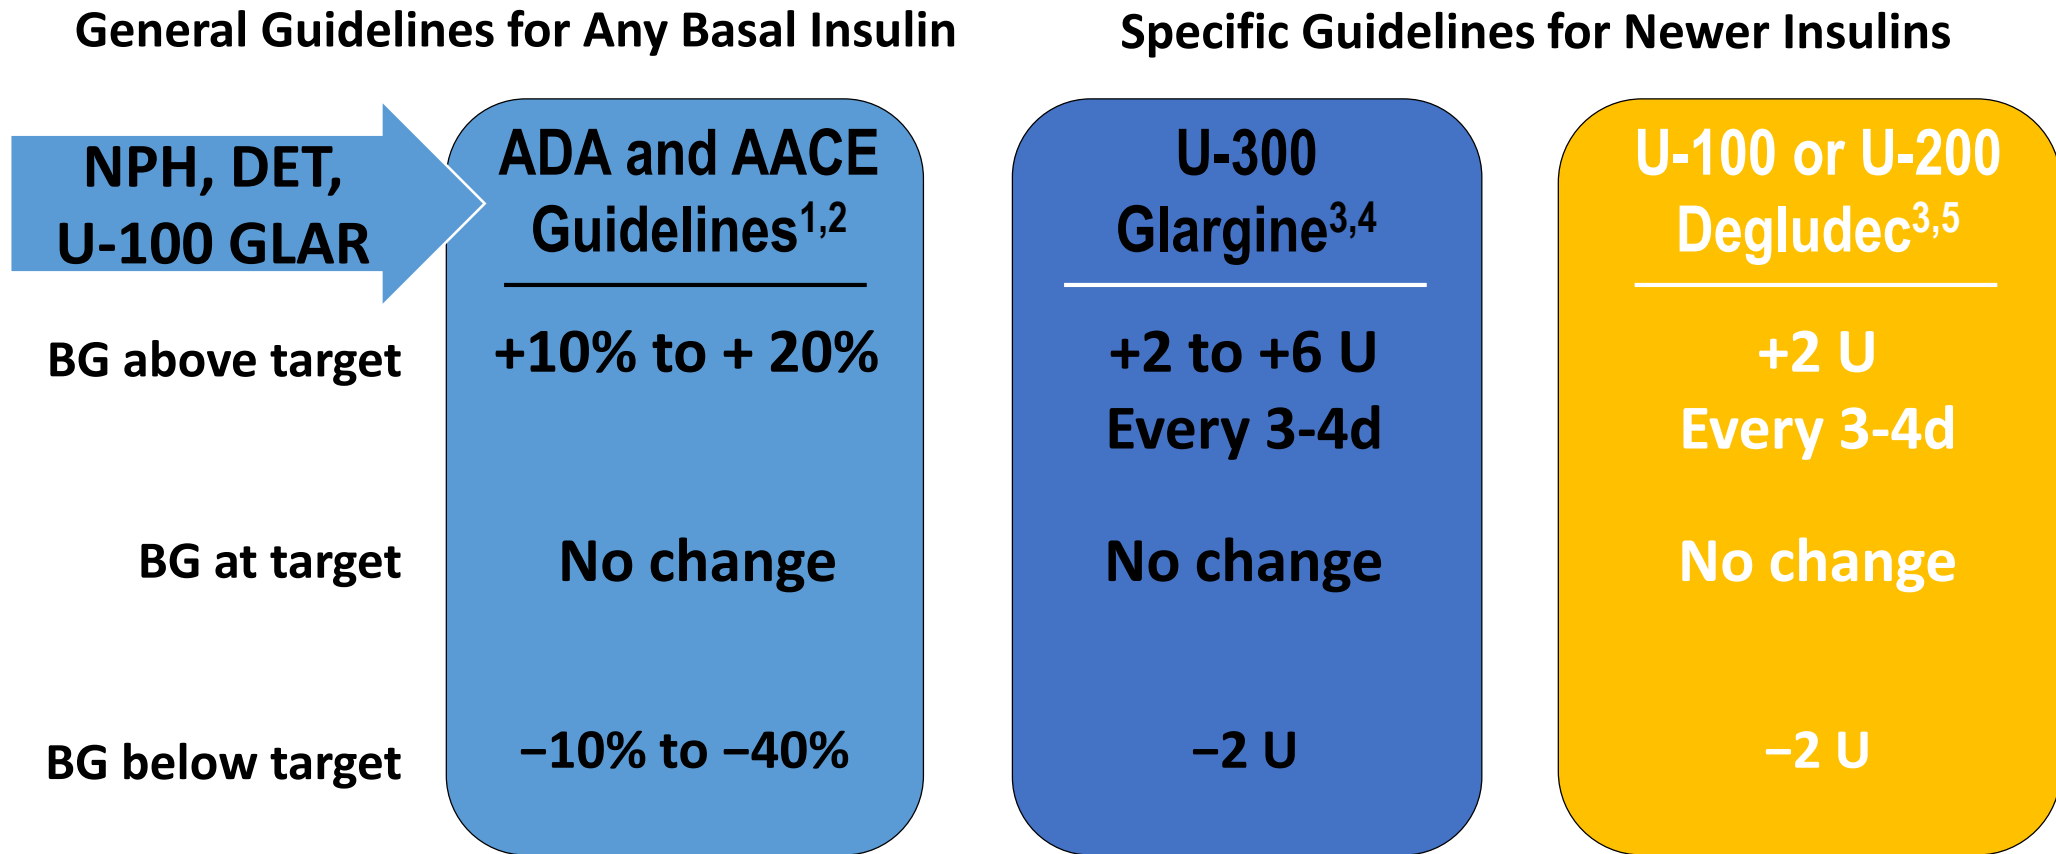 General Guidelines for Any Basal Insulin
Specific Guidelines for Newer Insulins
NPH, DET,
U-100 GLAR
ADA and AACE
Guidelines1,2
U-300
Glargine3,4
U-100 or U-200
Degludec3,5
BG above target
+10% to + 20%
+2 to +6 U
Every 3-4d
+2 U
Every 3-4d
BG at target
No change
No change
No change
BG below target
−10% to −40%
−2 U
−2 U